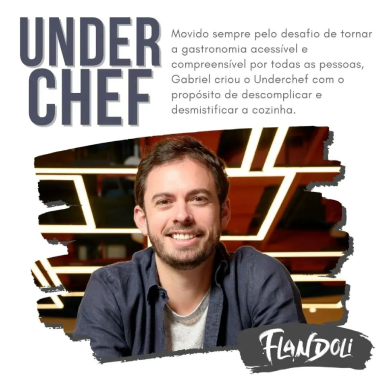 UNDER
CHEF
Movido sempre pelo desafio de tornar
a gastronomia acessível e
compreensível por todas as pessoas,
Gabriel criou o Underchef com o
propósito de descomplicar e
desmistificar a cozinha.
FLANDOLI